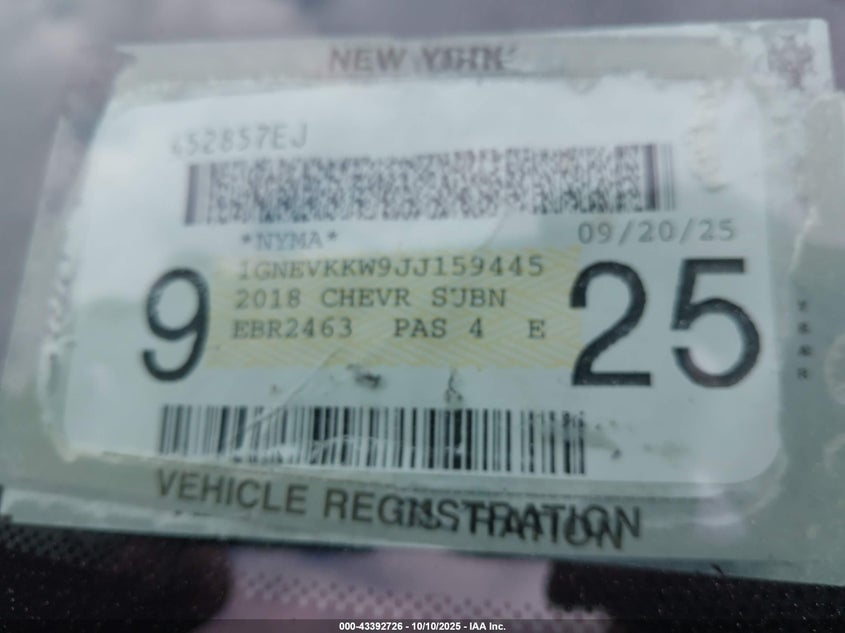 NEW YORK
452857EJ
*NYMA*
09/20/25
1GNEVKKW9JJ159445
2018 CHEVR SUBN
EBR2463 PAS 4 E
9
25
YEAR
VEHICLE REGISTRATION
000-43392726 - 10/10/2025 - IAA Inc.